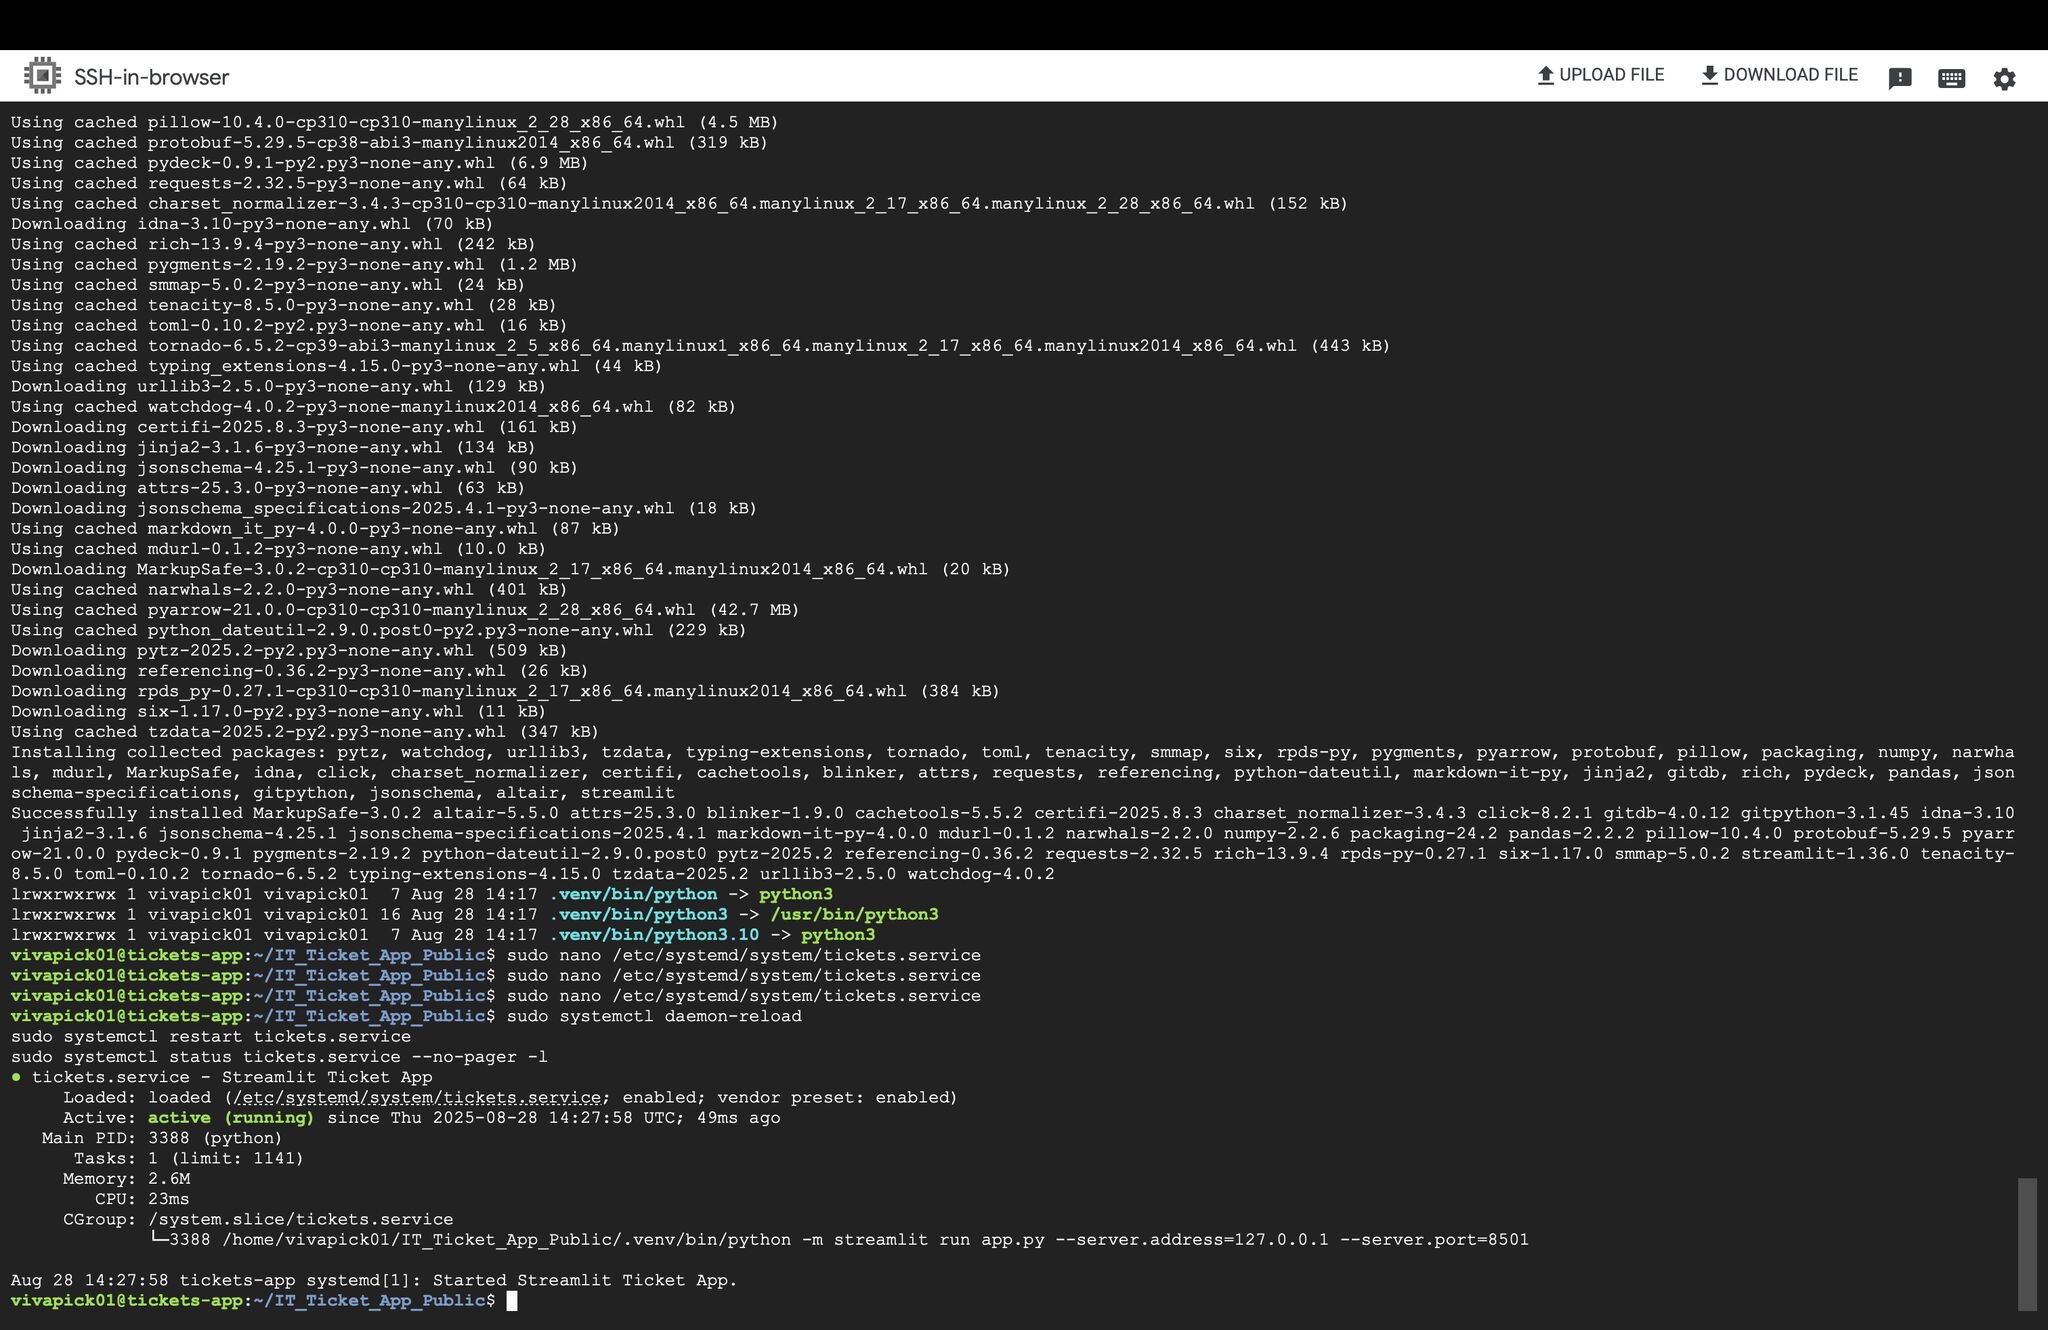 SSH-in-browser
UPLOAD FILE
DOWNLOAD FILE
Using cached pillow-10.4.0-cp310-cp310-manylinux_2_28_x86_64.whl (4.5 MB)
Using cached protobuf-5.29.5-cp38-abi3-manylinux2014_x86_64.whl (319 kB)
Using cached pydeck-0.9.1-py2.py3-none-any.whl (6.9 MB)
Using cached requests-2.32.5-py3-none-any.whl (64 kB)
Using cached charset_normalizer-3.4.3-cp310-cp310-manylinux2014_x86_64.manylinux_2_17_x86_64.manylinux_2_28_x86_64.whl (152 kB)
Downloading idna-3.10-py3-none-any.whl (70 kB)
Using cached rich-13.9.4-py3-none-any.whl (242 kB)
Using cached pygments-2.19.2-py3-none-any.whl (1.2 MB)
Using cached smmap-5.0.2-py3-none-any.whl (24 kB)
Using cached tenacity-8.5.0-py3-none-any.whl (28 kB)
Using cached toml-0.10.2-py2.py3-none-any.whl (16 kB)
Using cached tornado-6.5.2-cp39-abi3-manylinux_2_5_x86_64.manylinux1_x86_64.manylinux_2_17_x86_64.manylinux2014_x86_64.whl (443 kB)
Using cached typing_extensions-4.15.0-py3-none-any.whl (44 kB)
Downloading urllib3-2.5.0-py3-none-any.whl (129 kB)
Using cached watchdog-4.0.2-py3-none-manylinux2014_x86_64.whl (82 kB)
Downloading certifi-2025.8.3-py3-none-any.whl (161 kB)
Downloading jinja2-3.1.6-py3-none-any.whl (134 kB)
Downloading jsonschema-4.25.1-py3-none-any.whl (90 kB)
Downloading attrs-25.3.0-py3-none-any.whl (63 kB)
Downloading jsonschema_specifications-2025.4.1-py3-none-any.whl (18 kB)
Using cached markdown_it_py-4.0.0-py3-none-any.whl (87 kB)
Using cached mdurl-0.1.2-py3-none-any.whl (10.0 kB)
Downloading MarkupSafe-3.0.2-cp310-cp310-manylinux_2_17_x86_64.manylinux2014_x86_64.whl (20 kB)
Using cached narwhals-2.2.0-py3-none-any.whl (401 kB)
Using cached pyarrow-21.0.0-cp310-cp310-manylinux_2_28_x86_64.whl (42.7 MB)
Using cached python_dateutil-2.9.0.post0-py2.py3-none-any.whl (229 kB)
Downloading pytz-2025.2-py2.py3-none-any.whl (509 kB)
Downloading referencing-0.36.2-py3-none-any.whl (26 kB)
Downloading rpds_py-0.27.1-cp310-cp310-manylinux_2_17_x86_64.manylinux2014_x86_64.whl (384 kB)
Downloading six-1.17.0-py2.py3-none-any.whl (11 kB)
Using cached tzdata-2025.2-py2.py3-none-any.whl (347 kB)
Installing collected packages: pytz, watchdog, urllib3, tzdata, typing-extensions, tornado, toml, tenacity, smmap, six, rpds-py, pygments, pyarrow, protobuf, pillow, packaging, numpy, narwha
ls, mdurl, MarkupSafe, idna, click, charset_normalizer, certifi, cachetools, blinker, attrs, requests, referencing, python-dateutil, markdown-it-py, jinja2, gitdb, rich, pydeck, pandas, json
schema-specifications, gitpython, jsonschema, altair, streamlit
Successfully installed MarkupSafe-3.0.2 altair-5.5.0 attrs-25.3.0 blinker-1.9.0 cachetools-5.5.2 certifi-2025.8.3 charset_normalizer-3.4.3 click-8.2.1 gitdb-4.0.12 gitpython-3.1.45 idna-3.10
jinja2-3.1.6 jsonschema-4.25.1 jsonschema-specifications-2025.4.1 markdown-it-py-4.0.0 mdurl-0.1.2 narwhals-2.2.0 numpy-2.2.6 packaging-24.2 pandas-2.2.2 pillow-10.4.0 protobuf-5.29.5 pyarr
ow-21.0.0 pydeck-0.9.1 pygments-2.19.2 python-dateutil-2.9.0.post0 pytz-2025.2 referencing-0.36.2 requests-2.32.5 rich-13.9.4 rpds-py-0.27.1 six-1.17.0 smmap-5.0.2 streamlit-1.36.0 tenacity-
8.5.0 toml-0.10.2 tornado-6.5.2 typing-extensions-4.15.0 tzdata-2025.2 urllib3-2.5.0 watchdog-4.0.2
lrwxrwxrwx 1 vivapick01 vivapick01  7 Aug 28 14:17 .venv/bin/python -> python3
lrwxrwxrwx 1 vivapick01 vivapick01 16 Aug 28 14:17 .venv/bin/python3 -> /usr/bin/python3
lrwxrwxrwx 1 vivapick01 vivapick01  7 Aug 28 14:17 .venv/bin/python3.10 -> python3
vivapick01@tickets-app:~/IT_Ticket_App_Public$ sudo nano /etc/systemd/system/tickets.service
vivapick01@tickets-app:~/IT_Ticket_App_Public$ sudo nano /etc/systemd/system/tickets.service
vivapick01@tickets-app:~/IT_Ticket_App_Public$ sudo nano /etc/systemd/system/tickets.service
vivapick01@tickets-app:~/IT_Ticket_App_Public$ sudo systemctl daemon-reload
sudo systemctl restart tickets.service
sudo systemctl status tickets.service --no-pager -l
● tickets.service - Streamlit Ticket App
Loaded: loaded (/etc/systemd/system/tickets.service; enabled; vendor preset: enabled)
Active: active (running) since Thu 2025-08-28 14:27:58 UTC; 49ms ago
Main PID: 3388 (python)
Tasks: 1 (limit: 1141)
Memory: 2.6M
CPU: 23ms
CGroup: /system.slice/tickets.service
└─3388 /home/vivapick01/IT_Ticket_App_Public/.venv/bin/python -m streamlit run app.py --server.address=127.0.0.1 --server.port=8501
Aug 28 14:27:58 tickets-app systemd[1]: Started Streamlit Ticket App.
vivapick01@tickets-app:~/IT_Ticket_App_Public$